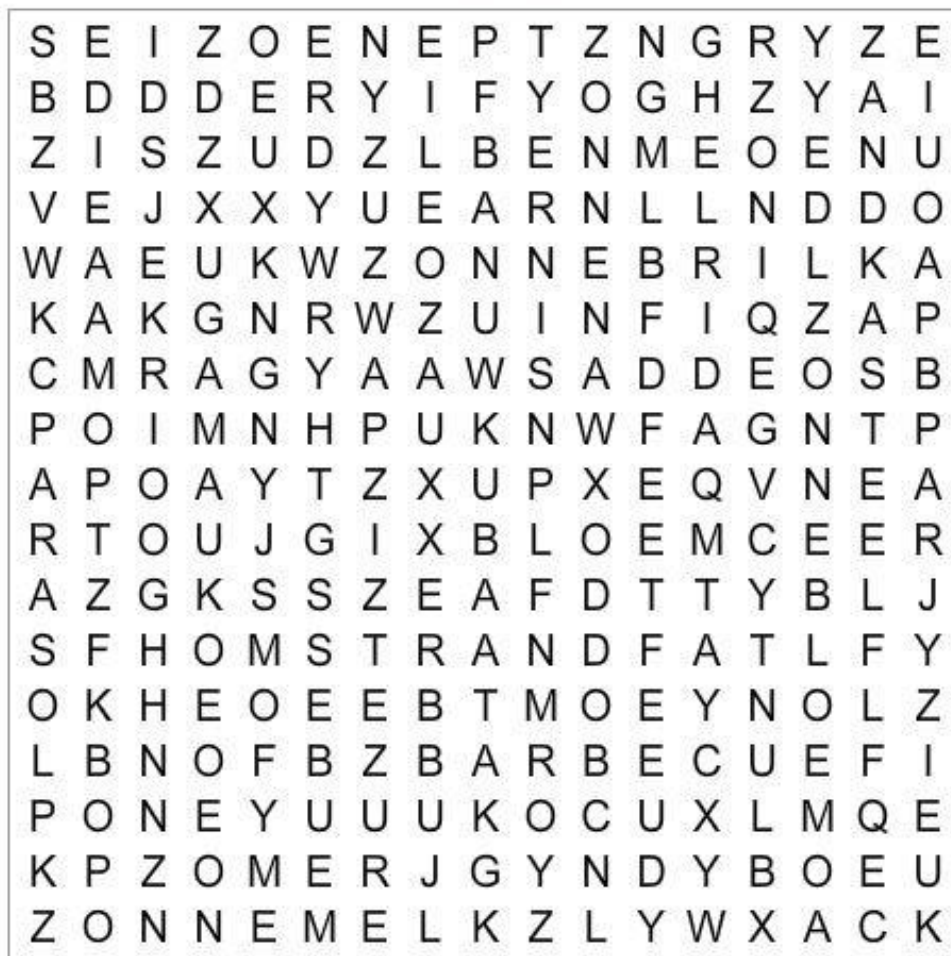 S E I Z O E N E P T Z N G R Y Z E
B D D D E R Y I F Y O G H Z Y A I
Z I S Z U D Z L B E N M E O E N U
V E J X X Y U E A R N L L N D D O
W A E U K W Z O N N E B R I L K A
K A K G N R W Z U I N F I Q Z A P
C M R A G Y A A W S A D D E O S B
P O I M N H P U K N W F A G N T P
A P O A Y T Z X U P X E Q V N E A
R T O U J G I X B L O E M C E E R
A Z G K S S Z E A F D T T Y B L J
S F H O M S T R A N D F A T L F Y
O K H E O E E B T M O E Y N O L Z
L B N O F B Z B A R B E C U E F I
P O N E Y U U U K O C U X L M Q E
K P Z O M E R J G Y N D Y B O E U
Z O N N E M E L K Z L Y W X A C K